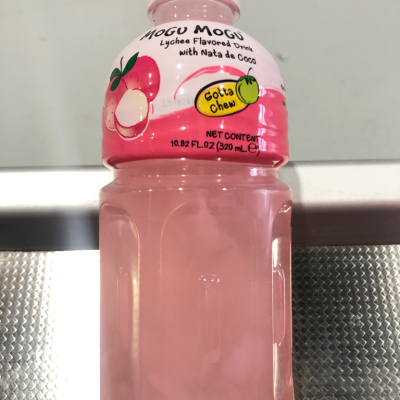 MOGU MOGU
Lychee Flavored Drink
with Nata de Coco
Gotta
Chew
NET CONTENT
10.82 FL.OZ (320 mL) e